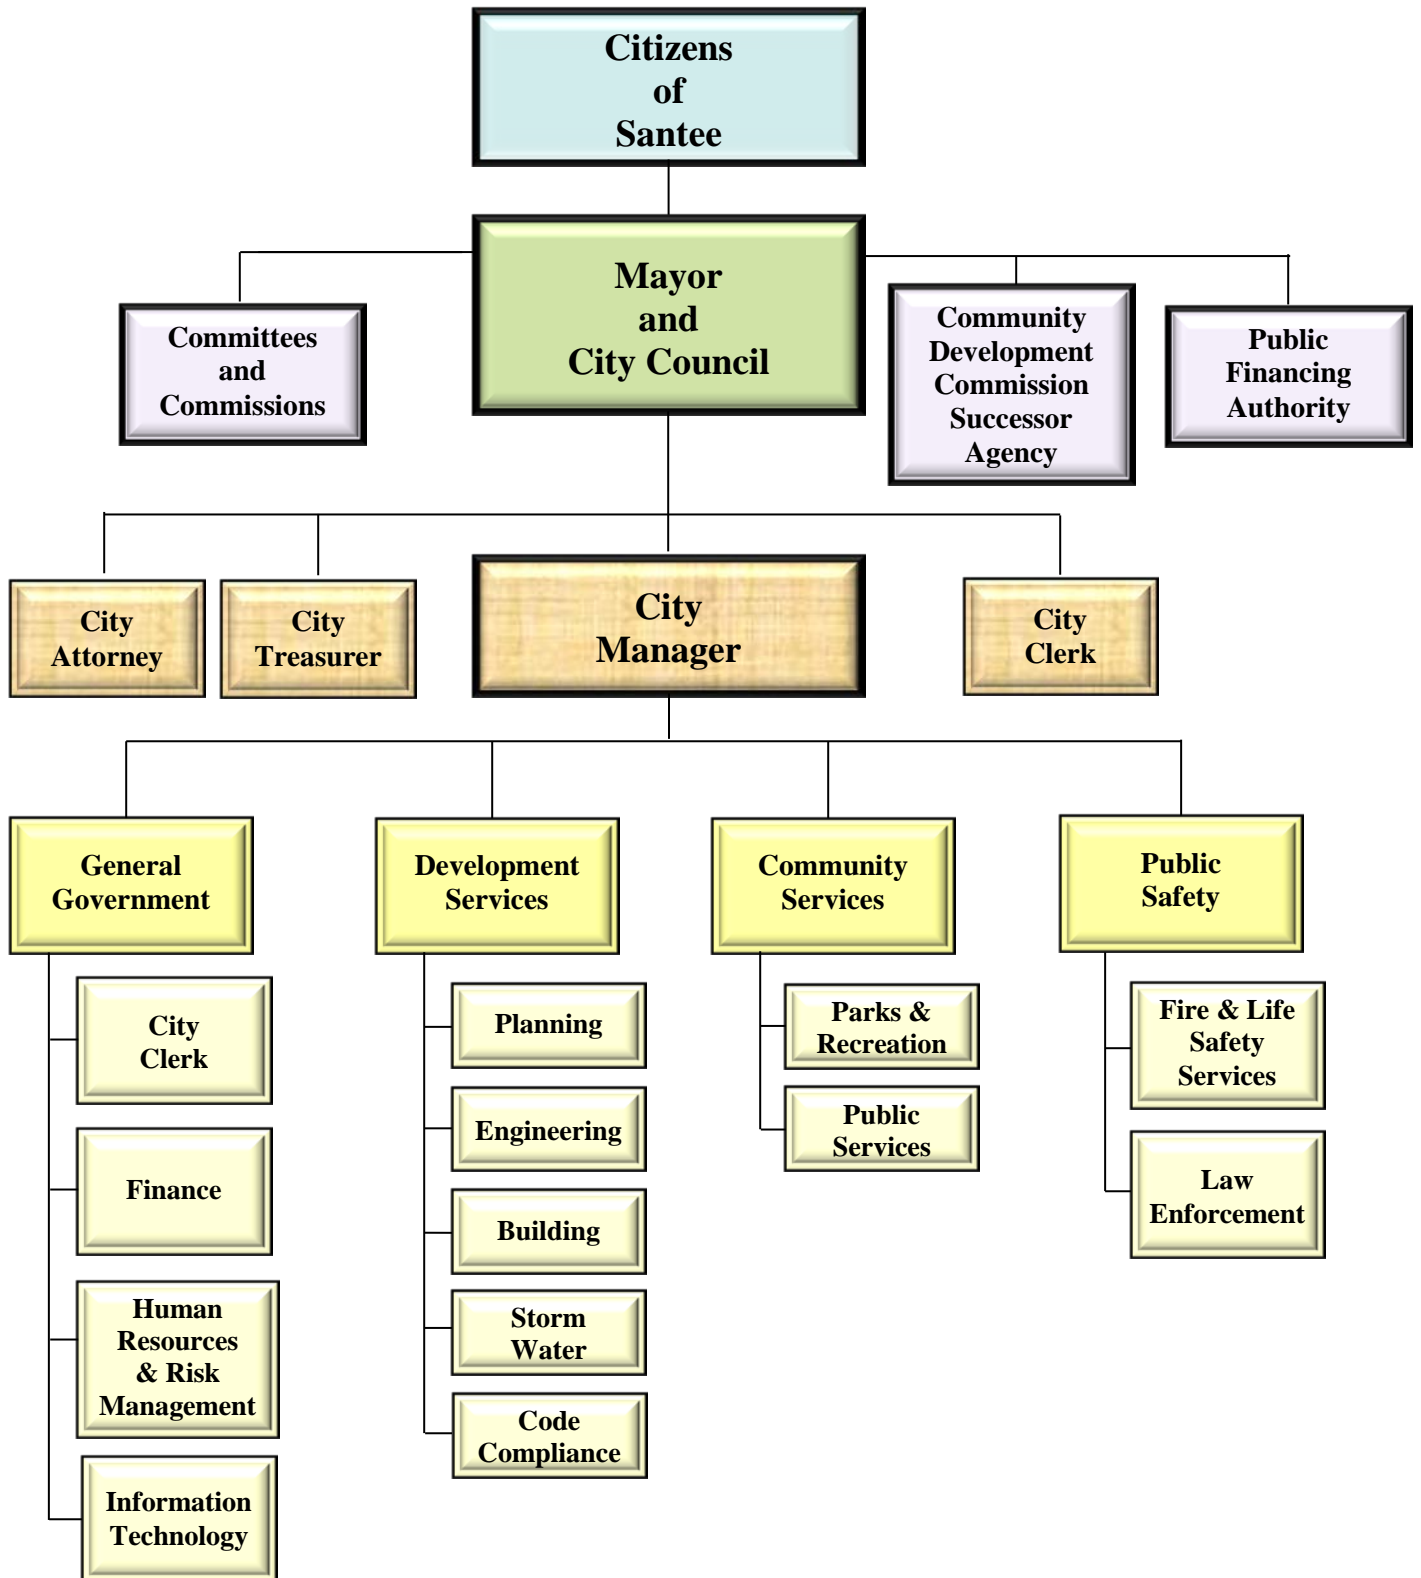 Citizens
of
Santee
Mayor
and
City Council
Committees
and
Commissions
Community
Development
Commission
Successor
Agency
Public
Financing
Authority
City
Attorney
City
Treasurer
City
Manager
City
Clerk
General
Government
Development
Services
Community
Services
Public
Safety
City
Clerk
Finance
Human
Resources
& Risk
Management
Information
Technology
Planning
Engineering
Building
Storm
Water
Code
Compliance
Parks &
Recreation
Public
Services
Fire & Life
Safety
Services
Law
Enforcement